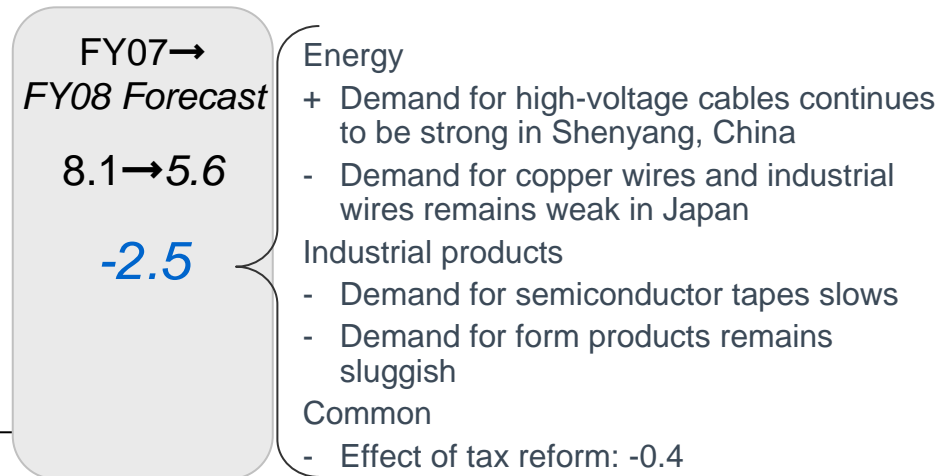 FY07→
FY08 Forecast
8.1→5.6
-2.5
Energy
+ Demand for high-voltage cables continues
to be strong in Shenyang, China
- Demand for copper wires and industrial
wires remains weak in Japan
Industrial products
- Demand for semiconductor tapes slows
- Demand for form products remains
sluggish
Common
- Effect of tax reform: -0.4